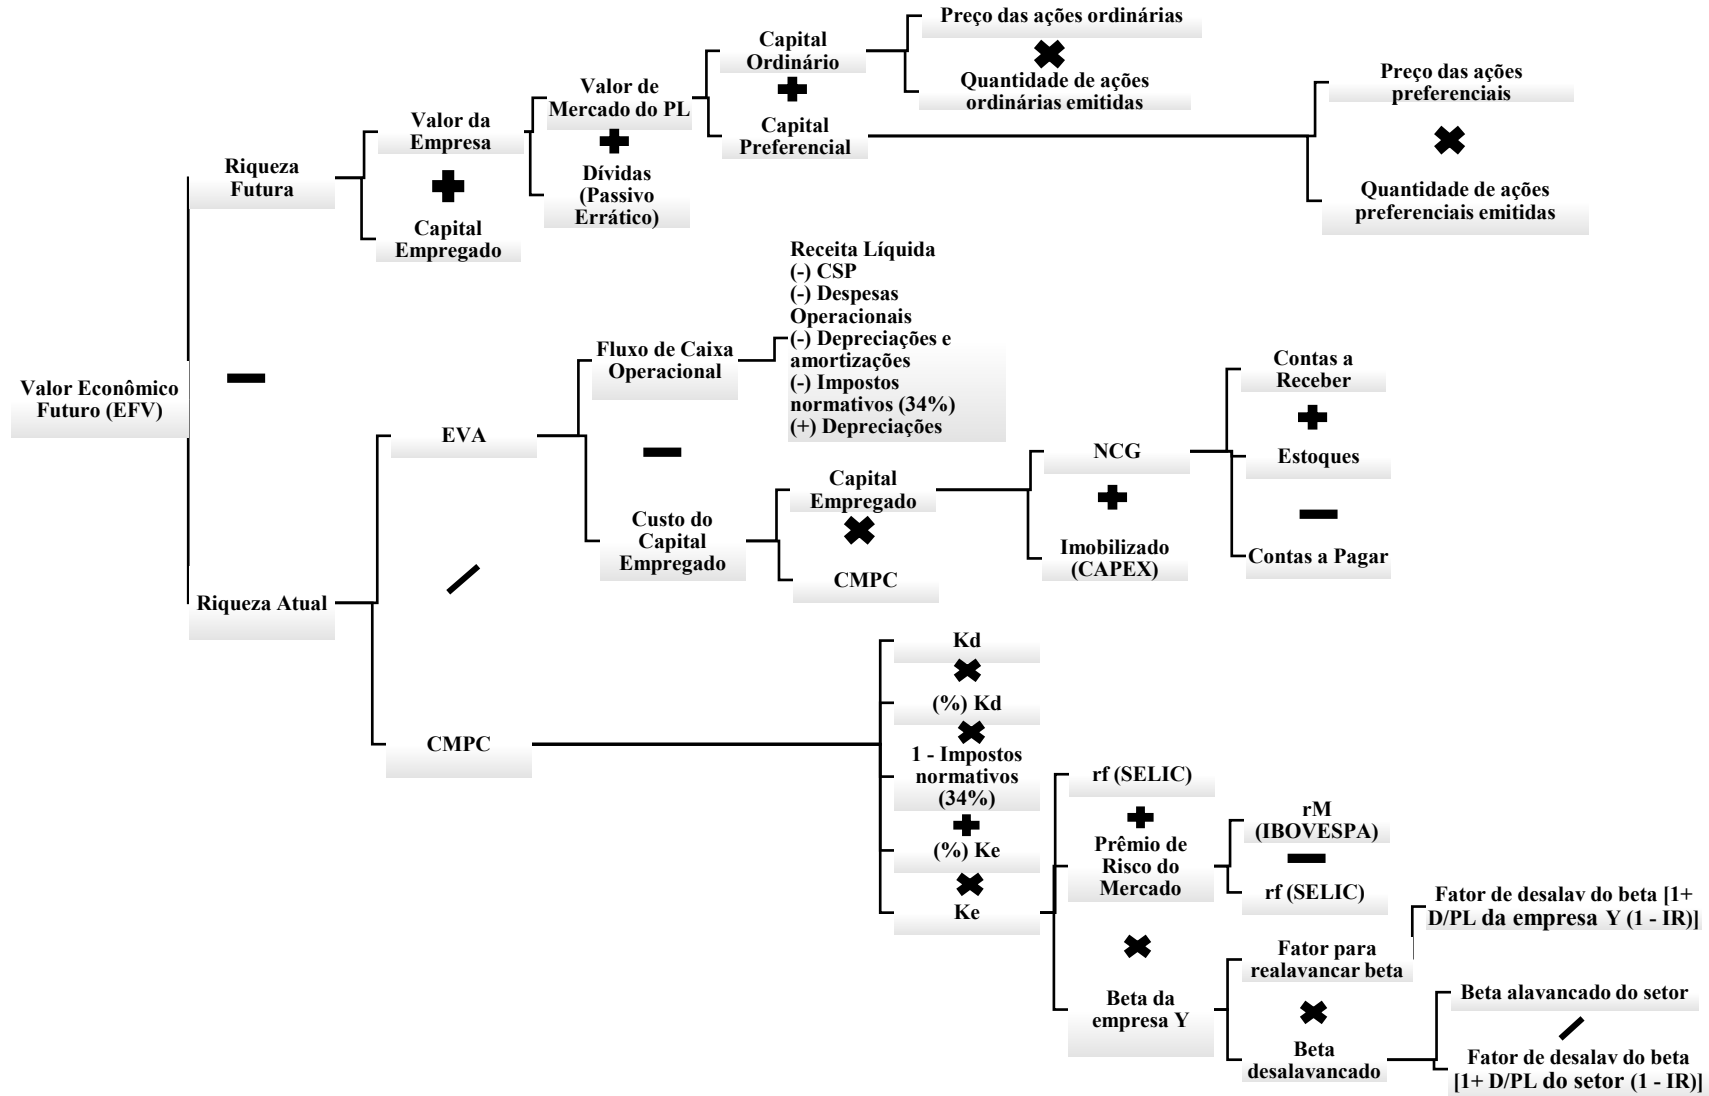 Valor Econômico
Futuro (EFV)
Riqueza
Futura
Valor da
Empresa
Valor de
Mercado do PL
Capital
Ordinário
Preço das ações ordinárias
Quantidade de ações
ordinárias emitidas
Capital
Preferencial
Preço das ações
preferenciais
Quantidade de ações
preferenciais emitidas
Dívidas
(Passivo
Errático)
Capital
Empregado
Riqueza Atual
EVA
Fluxo de Caixa
Operacional
Receita Líquida
(-) CSP
(-) Despesas
Operacionais
(-) Depreciações e
amortizações
(-) Impostos
normativos (34%)
(+) Depreciações
Custo do
Capital
Empregado
Capital
Empregado
NCG
Contas a
Receber
Estoques
Contas a Pagar
Imobilizado
(CAPEX)
CMPC
CMPC
Kd
(%) Kd
1 - Impostos
normativos
(34%)
(%) Ke
Ke
rf (SELIC)
Prêmio de
Risco do
Mercado
rM
(IBOVESPA)
rf (SELIC)
Beta da
empresa Y
Fator para
realavancar beta
Fator de desalav do beta [1+
D/PL da empresa Y (1 - IR)]
Beta
desalavancado
Beta alavancado do setor
Fator de desalav do beta
[1+ D/PL do setor (1 - IR)]